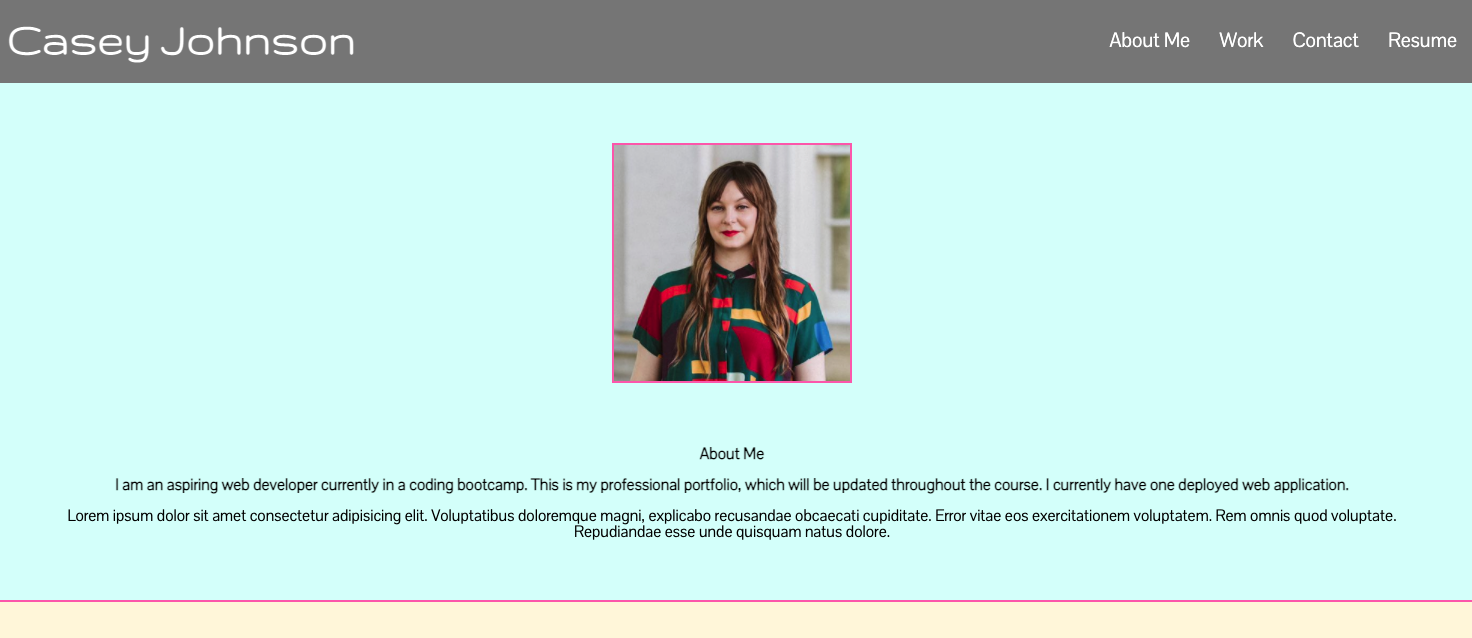 Casey Johnson
About Me Work Contact Resume
About Me
I am an aspiring web developer currently in a coding bootcamp. This is my professional portfolio, which will be updated throughout the course. I currently have one deployed web application.
Lorem ipsum dolor sit amet consectetur adipisicing elit. Voluptatibus doloremque magni, explicabo recusandae obcaecati cupiditate. Error vitae eos exercitationem voluptatem. Rem omnis quod voluptate.
Repudiandae esse unde quisquam natus dolore.